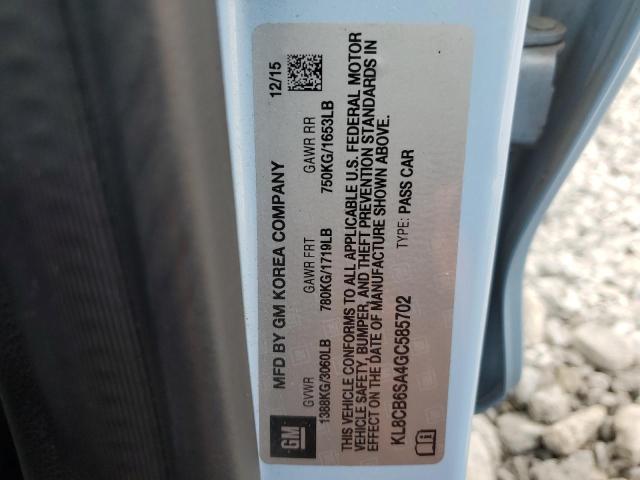 MFD BY GM KOREA COMPANY
12/15
GVWR
GAWR FRT
GAWR RR
1388KG/3060LB
780KG/1719LB
750KG/1653LB
THIS VEHICLE CONFORMS TO ALL APPLICABLE U.S. FEDERAL MOTOR
VEHICLE SAFETY, BUMPER, AND THEFT PREVENTION STANDARDS IN
EFFECT ON THE DATE OF MANUFACTURE SHOWN ABOVE.
KL8CB6SA4GC585702
TYPE: PASS CAR
GM